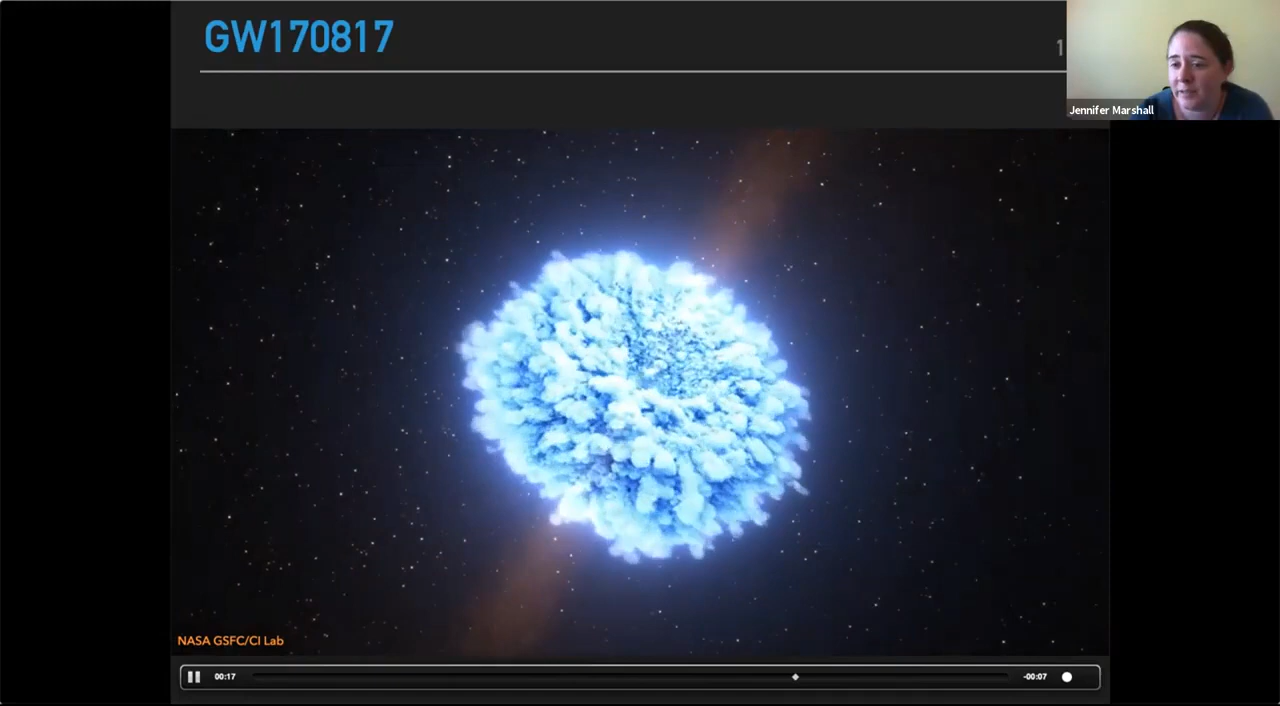 GW170817
1
Jennifer Marshall
NASA GSFC/CI Lab
00:17
-00:07